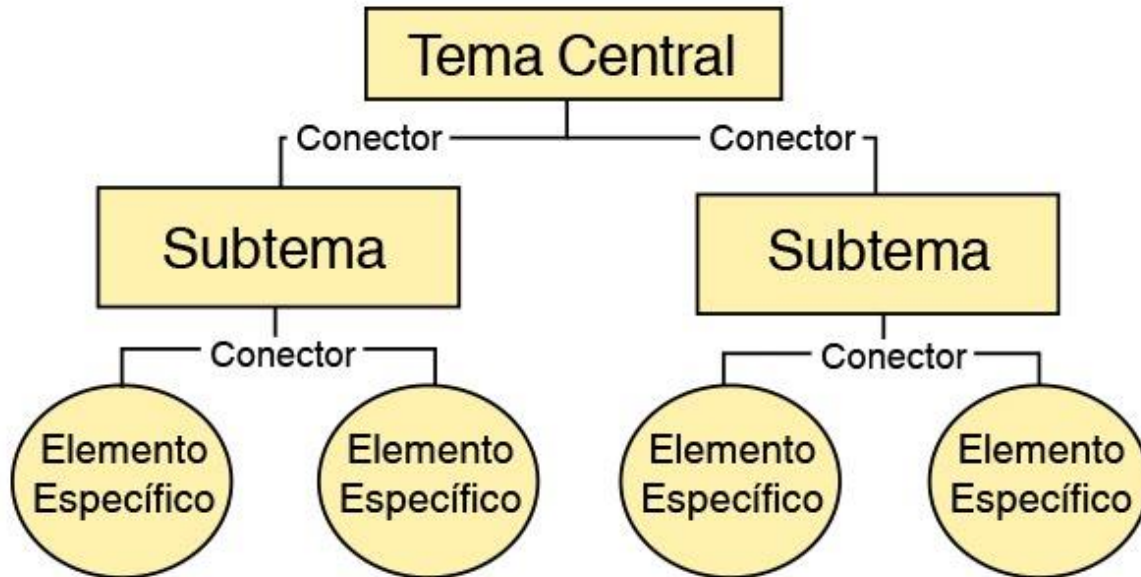 Tema Central
Conector
Conector
Subtema
Subtema
Conector
Conector
Elemento
Específico
Elemento
Específico
Elemento
Específico
Elemento
Específico